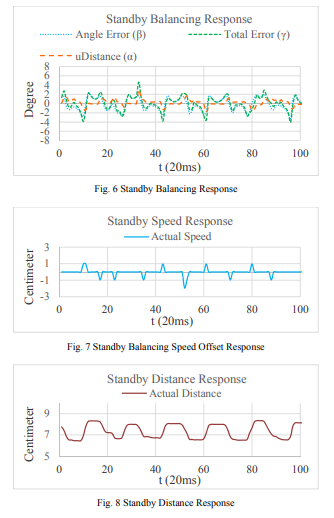 Standby Balancing Response
Angle Error (β) Total Error (γ)
uDistance (α)
Degree
8
6
4
2
0
-2
-4
-6
-8
0 20 40 60 80 100
t (20ms)
Fig. 6 Standby Balancing Response
Standby Speed Response
Actual Speed
Centimeter
3
1
-1
-3
0 20 40 60 80 100
t (20ms)
Fig. 7 Standby Balancing Speed Offset Response
Standby Distance Response
Actual Distance
Centimeter
9
7
5
0 20 40 60 80 100
t (20ms)
Fig. 8 Standby Distance Response